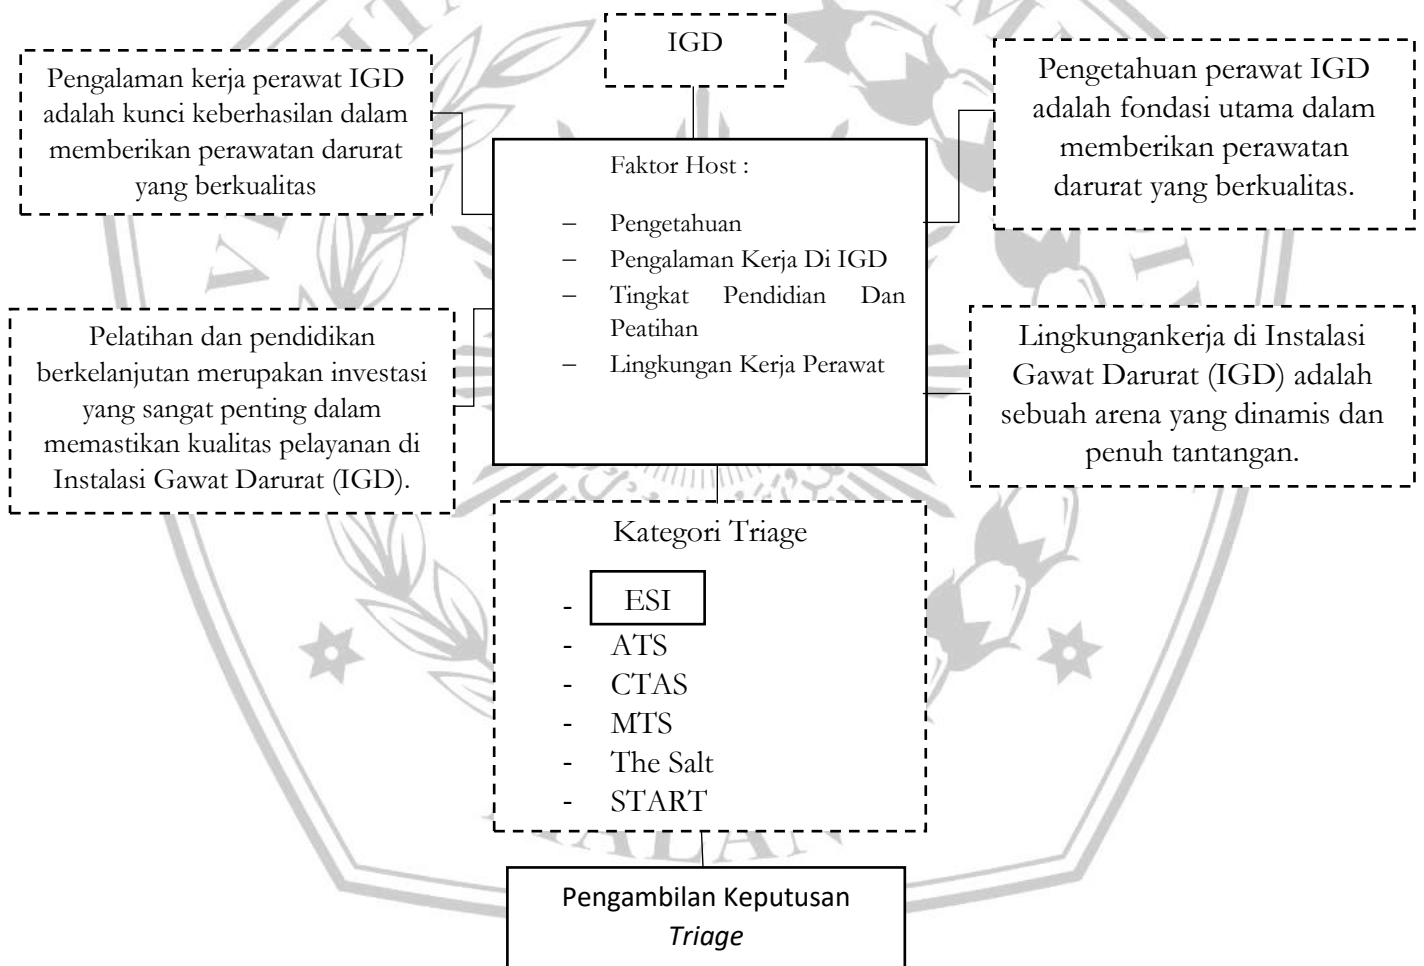 IGD
Pengalaman kerja perawat IGD
adalah kunci keberhasilan dalam
memberikan perawatan darurat
yang berkualitas
Pengetahuan perawat IGD
adalah fondasi utama dalam
memberikan perawatan
darurat yang berkualitas.
Faktor Host :
– Pengetahuan
– Pengalaman Kerja Di IGD
– Tingkat Pendidian Dan
Peatihan
– Lingkungan Kerja Perawat
Pelatihan dan pendidikan
berkelanjutan merupakan investasi
yang sangat penting dalam
memastikan kualitas pelayanan di
Instalasi Gawat Darurat (IGD).
Lingkungankerja di Instalasi
Gawat Darurat (IGD) adalah
sebuah arena yang dinamis dan
penuh tantangan.
Kategori Triage
- ESI
- ATS
- CTAS
- MTS
- The Salt
- START
Pengambilan Keputusan
Triage